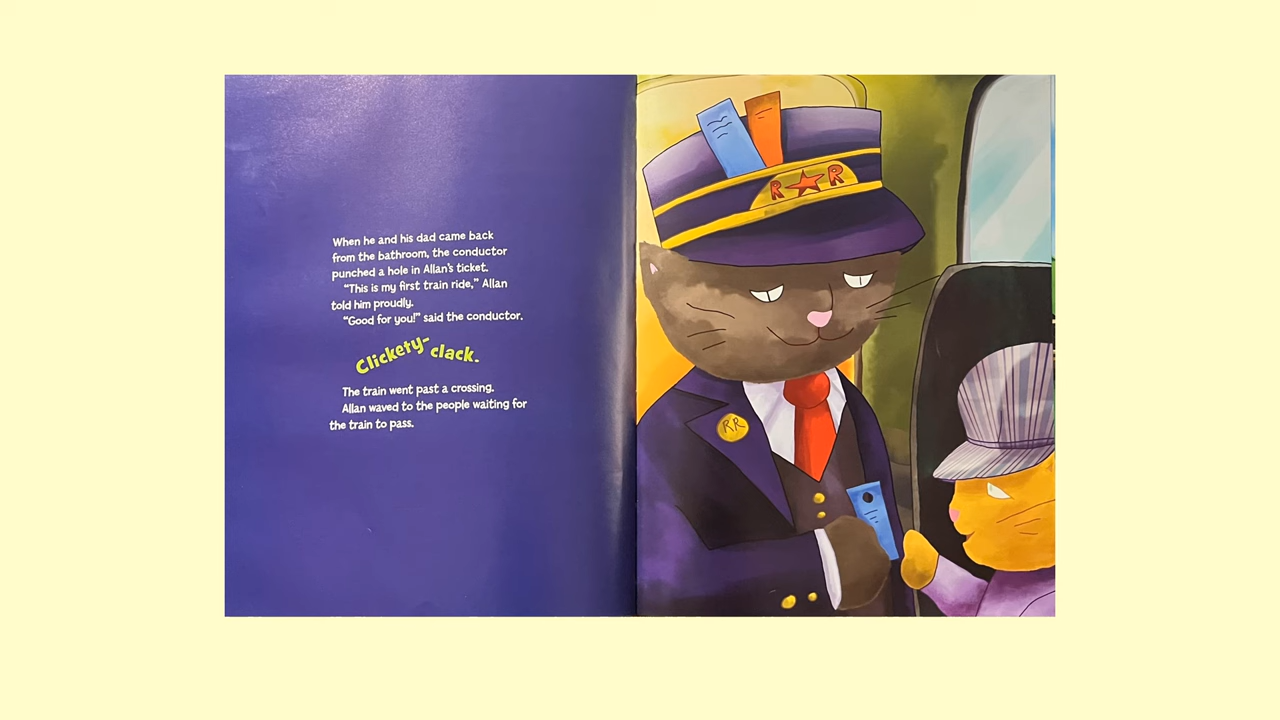 When he and his dad came back
from the bathroom, the conductor
punched a hole in Allan's ticket.
"This is my first train ride," Allan
told him proudly.
"Good for you!" said the conductor.
Clickety-clack.
The train went past a crossing.
Allan waved to the people waiting for
the train to pass.
R R
RR